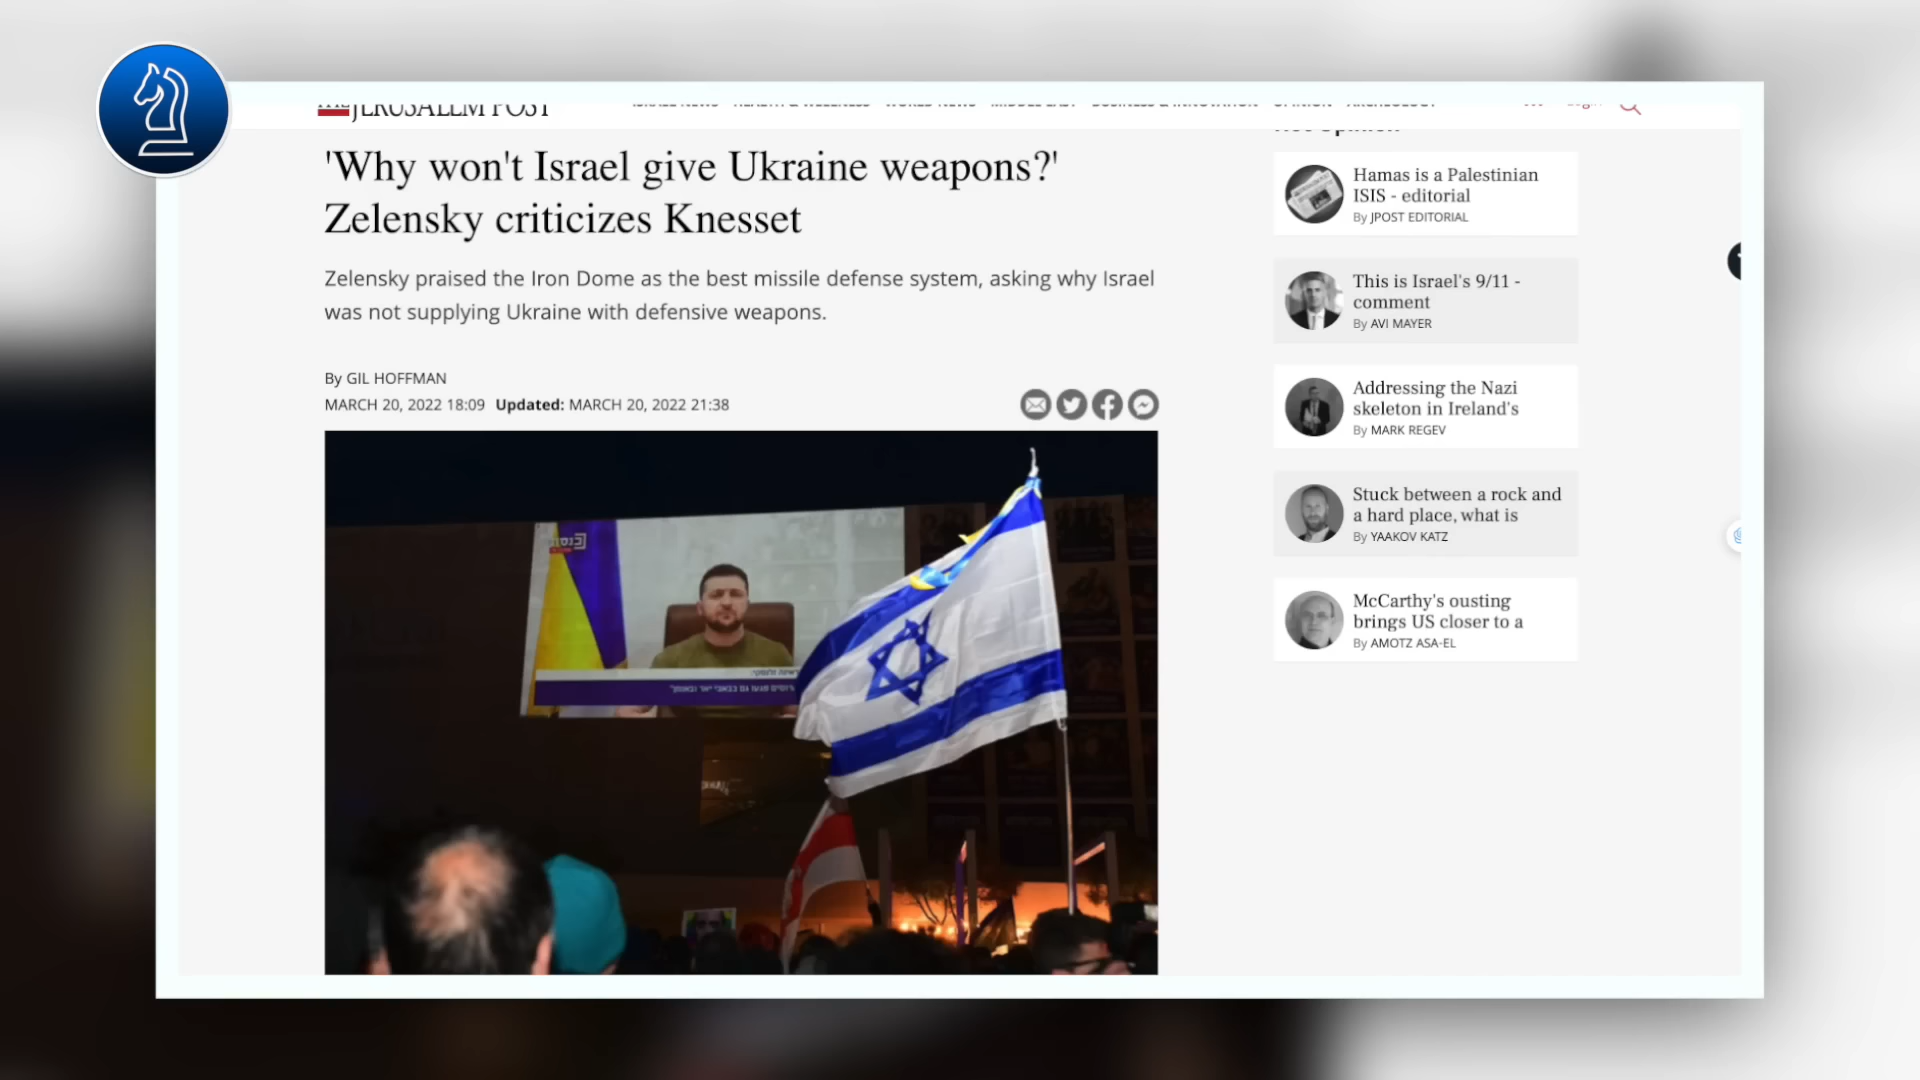 JERUSALEM POST
'Why won't Israel give Ukraine weapons?'
Zelensky criticizes Knesset
Zelensky praised the Iron Dome as the best missile defense system, asking why Israel
was not supplying Ukraine with defensive weapons.
By GIL HOFFMAN
MARCH 20, 2022 18:09 Updated: MARCH 20, 2022 21:38
כנסת
Hamas is a Palestinian
ISIS - editorial
By JPOST EDITORIAL
This is Israel's 9/11 -
comment
By AVI MAYER
Addressing the Nazi
skeleton in Ireland's
By MARK REGEV
Stuck between a rock and
a hard place, what is
By YAAKOV KATZ
McCarthy's ousting
brings US closer to a
By AMOTZ ASA-EL